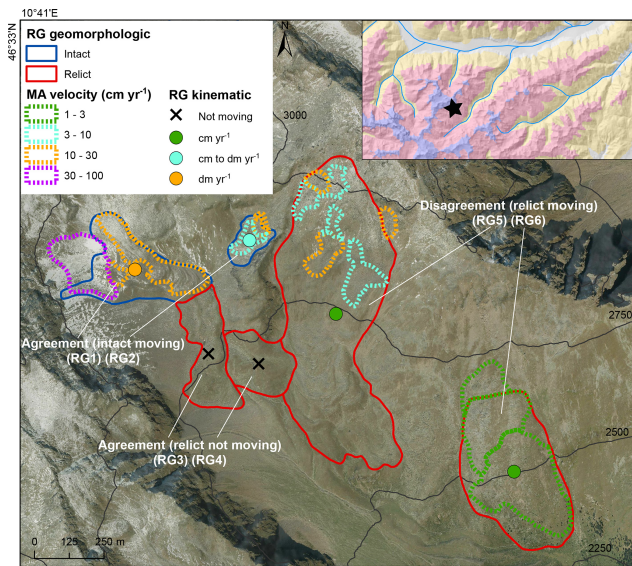 10°41'E
46°33'N
N
RG geomorphologic
Intact
Relict
MA velocity (cm yr⁻¹)
1 - 3
3 - 10
10 - 30
30 - 100
RG kinematic
Not moving
cm yr⁻¹
cm to dm yr⁻¹
dm yr⁻¹
3000
Disagreement (relict moving)
(RG5) (RG6)
2750
Agreement (intact moving)
(RG1) (RG2)
Agreement (relict not moving)
(RG3) (RG4)
2500
2250
0 125 250 m